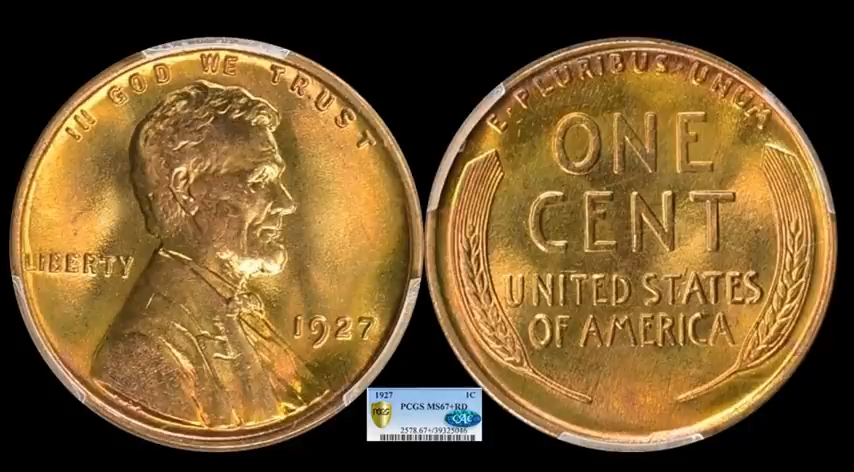 IN GOD WE TRUST
LIBERTY
1927
E·PLURIBUS·UNUM
ONE
CENT
UNITED STATES
OF AMERICA
1927 1C
PCGS PCGS MS67+RD CAC
2578.67+/39325046